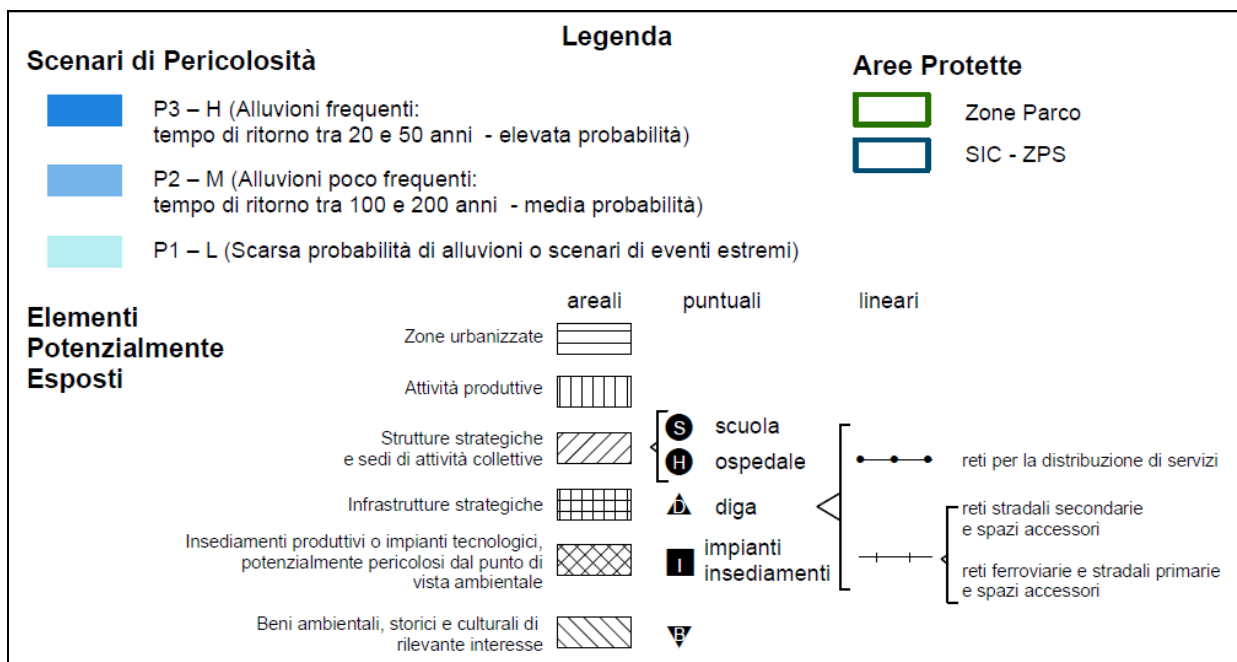 Legenda
Scenari di Pericolosità
P3 – H (Alluvioni frequenti:
tempo di ritorno tra 20 e 50 anni - elevata probabilità)
P2 – M (Alluvioni poco frequenti:
tempo di ritorno tra 100 e 200 anni - media probabilità)
P1 – L (Scarsa probabilità di alluvioni o scenari di eventi estremi)
Aree Protette
Zone Parco
SIC - ZPS
Elementi
Potenzialmente
Esposti
areali
puntuali
lineari
Zone urbanizzate
Attività produttive
Strutture strategiche
e sedi di attività collettive
S scuola
H ospedale
reti per la distribuzione di servizi
Infrastrutture strategiche
D diga
reti stradali secondarie
e spazi accessori
Insediamenti produttivi o impianti tecnologici,
potenzialmente pericolosi dal punto di
vista ambientale
I impianti
insediamenti
reti ferroviarie e stradali primarie
e spazi accessori
Beni ambientali, storici e culturali di
rilevante interesse
B